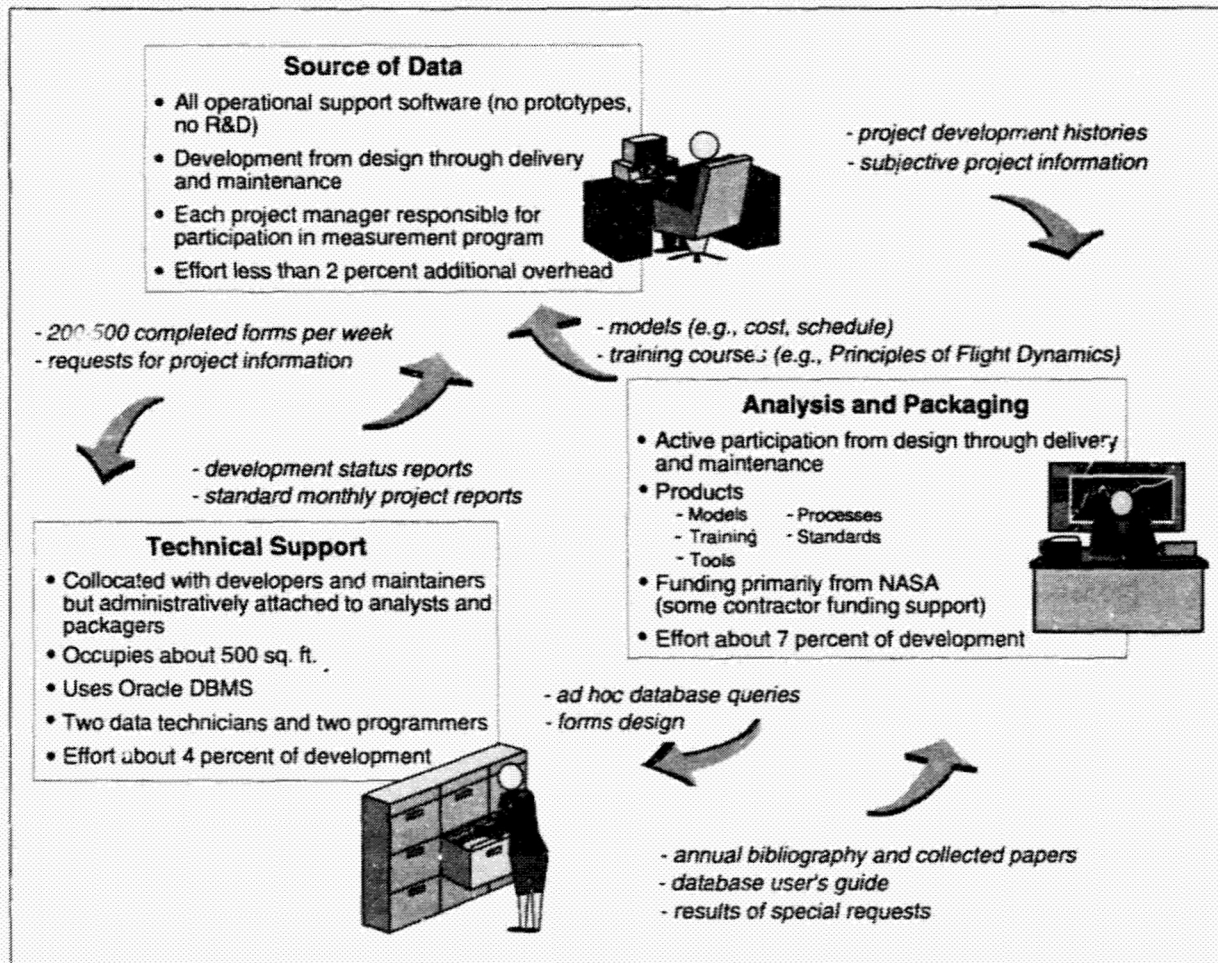 Source of Data
• All operational support software (no prototypes,
no R&D)
• Development from design through delivery
and maintenance
• Each project manager responsible for
participation in measurement program
• Effort less than 2 percent additional overhead
- project development histories
- subjective project information
- 200-500 completed forms per week
- requests for project information
- models (e.g., cost, schedule)
- training courses (e.g., Principles of Flight Dynamics)
- development status reports
- standard monthly project reports
Analysis and Packaging
• Active participation from design through delivery
and maintenance
• Products
- Models - Processes
- Training - Standards
- Tools
• Funding primarily from NASA
(some contractor funding support)
• Effort about 7 percent of development
Technical Support
• Collocated with developers and maintainers
but administratively attached to analysts and
packagers
• Occupies about 500 sq. ft.
• Uses Oracle DBMS
• Two data technicians and two programmers
• Effort about 4 percent of development
- ad hoc database queries
- forms design
- annual bibliography and collected papers
- database user's guide
- results of special requests